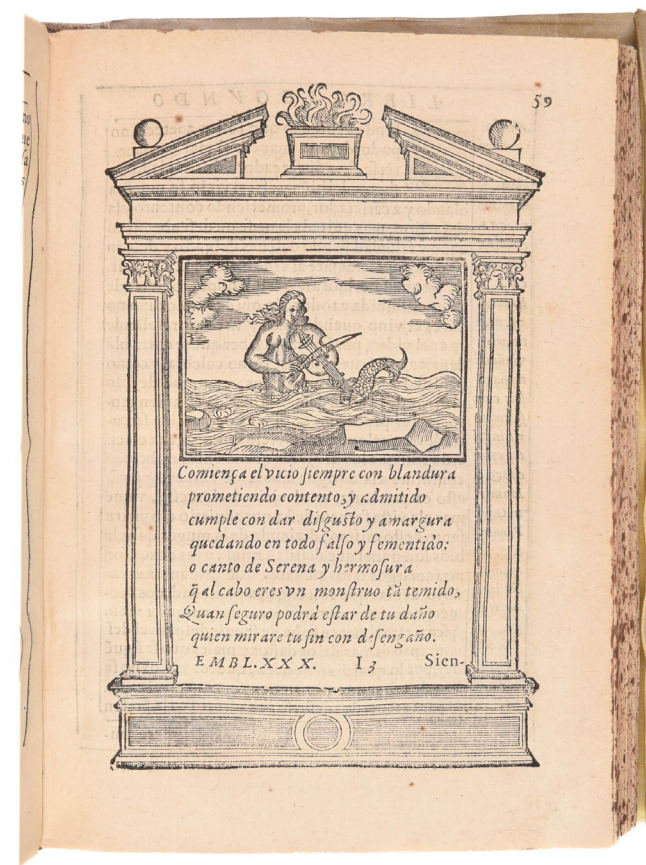 59
Comiença el vicio ſiempre con blandura
prometiendo contento, y admitido
cumple con dar diſguſto y amargura
quedando en todo falſo y fementido:
o canto de Serena y hermoſura
q̃ al cabo eres vn monſtruo tã temido,
Quan ſeguro podrá eſtar de tu daño
quien mirare tu fin con deſengaño.
EMBL.XXX. I 3 Sien-